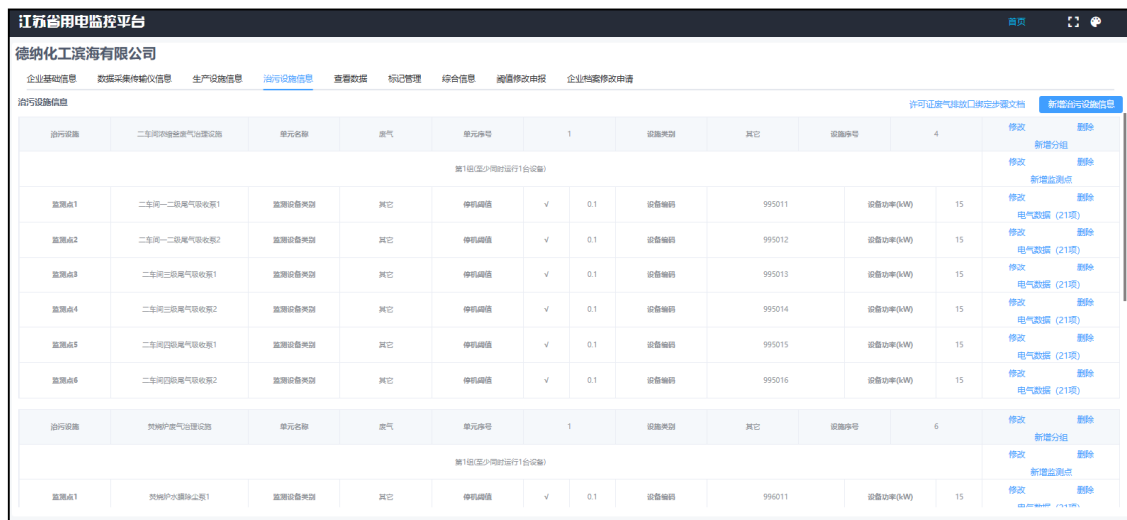 江苏省用电监控平台 首页
德纳化工滨海有限公司
企业基础信息 数据采集传输仪信息 生产设施信息 治污设施信息 查看数据 标记管理 综合信息 阈值修改申报 企业档案修改申请
治污设施信息 许可证废气排放口绑定步骤文档 新增治污设施信息
治污设施 二车间浓缩釜废气治理设施 单元名称 废气 单元序号 1 设施类别 其它 设施序号 4 修改 删除
新增分组
第1组(至少同时运行1台设备) 修改 删除
新增监测点
监测点1 二车间一二级尾气吸收泵1 监测设备类别 其它 停机阈值 √ 0.1 设备编码 995011 设备功率(kW) 15 修改 删除
电气数据 (21项)
监测点2 二车间一二级尾气吸收泵2 监测设备类别 其它 停机阈值 √ 0.1 设备编码 995012 设备功率(kW) 15 修改 删除
电气数据 (21项)
监测点3 二车间三级尾气吸收泵1 监测设备类别 其它 停机阈值 √ 0.1 设备编码 995013 设备功率(kW) 15 修改 删除
电气数据 (21项)
监测点4 二车间三级尾气吸收泵2 监测设备类别 其它 停机阈值 √ 0.1 设备编码 995014 设备功率(kW) 15 修改 删除
电气数据 (21项)
监测点5 二车间四级尾气吸收泵1 监测设备类别 其它 停机阈值 √ 0.1 设备编码 995015 设备功率(kW) 15 修改 删除
电气数据 (21项)
监测点6 二车间四级尾气吸收泵2 监测设备类别 其它 停机阈值 √ 0.1 设备编码 995016 设备功率(kW) 15 修改 删除
电气数据 (21项)
治污设施 焚烧炉废气治理设施 单元名称 废气 单元序号 1 设施类别 其它 设施序号 6 修改 删除
新增分组
第1组(至少同时运行1台设备) 修改 删除
新增监测点
监测点1 焚烧炉水膜除尘泵1 监测设备类别 其它 停机阈值 √ 0.1 设备编码 996011 设备功率(kW) 15 修改 删除
电气数据 (21项)